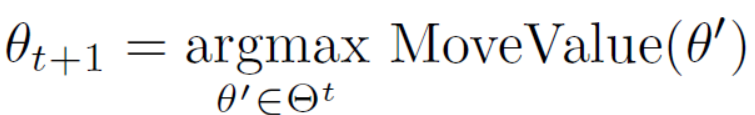 θ_{t+1} = argmax MoveValue(θ′)
θ′∈Θ^t